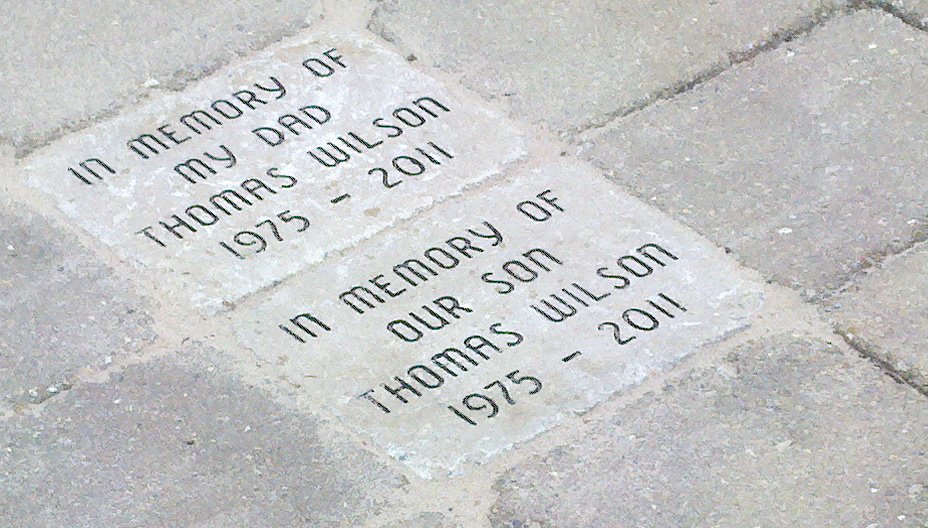 IN MEMORY OF
MY DAD
THOMAS WILSON
1975 - 2011
IN MEMORY OF
OUR SON
THOMAS WILSON
1975 - 2011